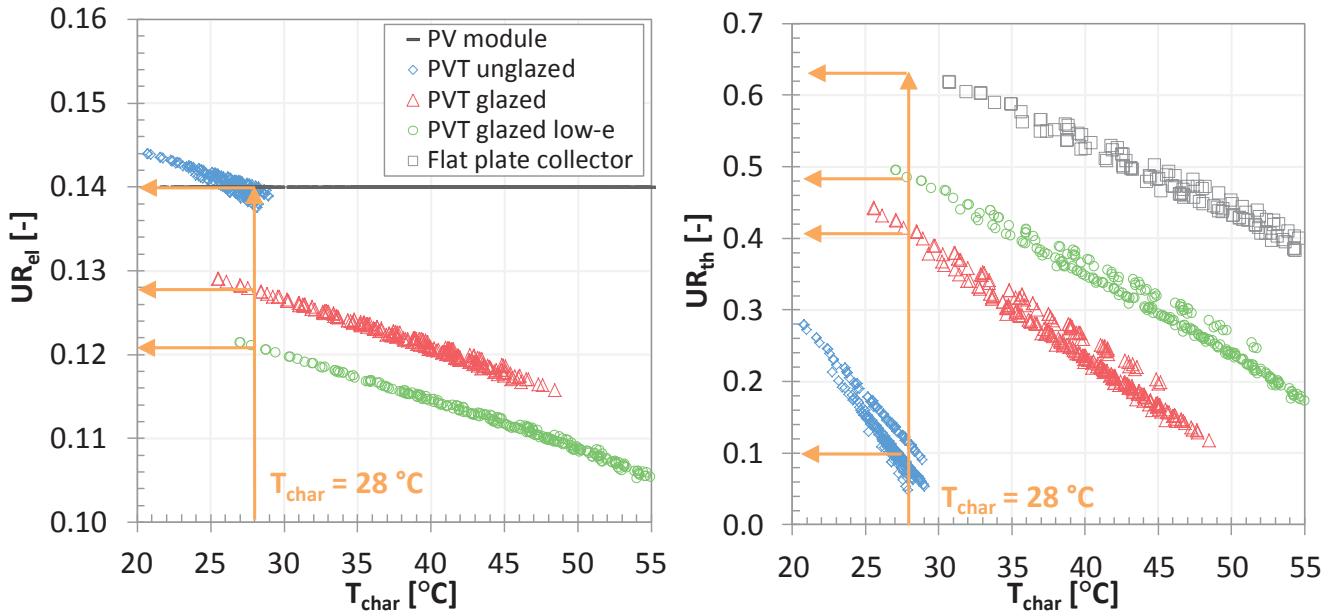 0.16
0.15
0.14
0.13
0.12
0.11
0.10
UR_el [-]
PV module
PVT unglazed
PVT glazed
PVT glazed low-e
Flat plate collector
T_char = 28 °C
20 25 30 35 40 45 50 55
T_char [°C]
0.7
0.6
0.5
0.4
0.3
0.2
0.1
0.0
UR_th [-]
T_char = 28 °C
20 25 30 35 40 45 50 55
T_char [°C]